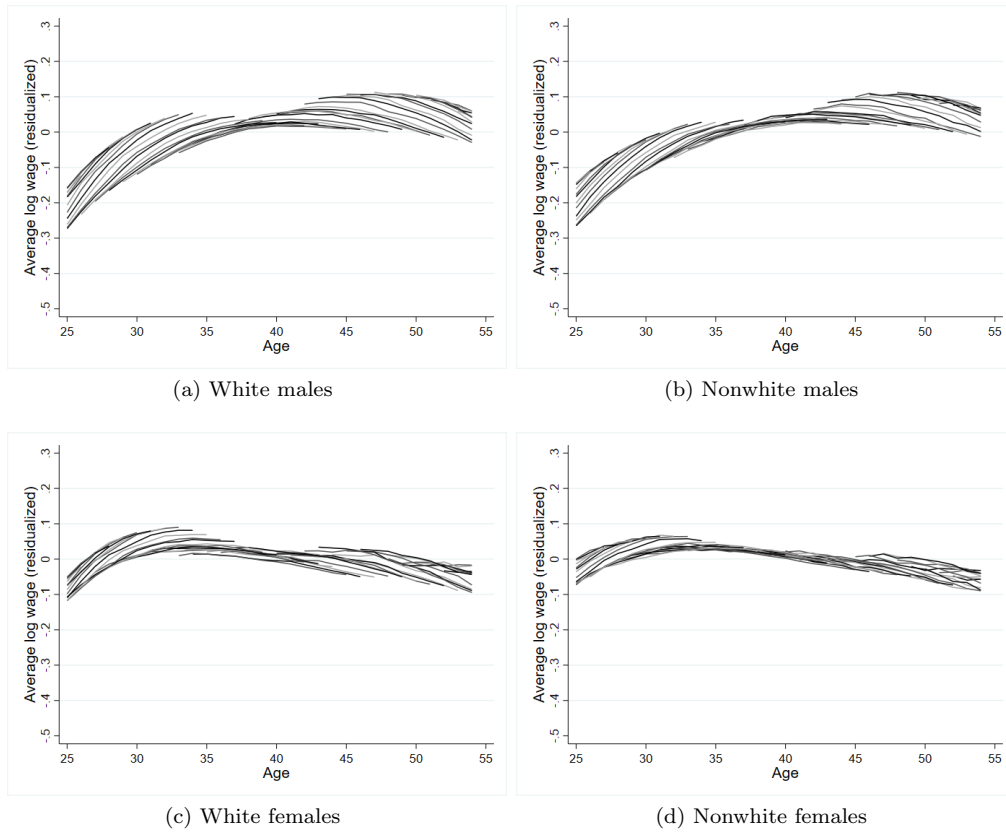 Average log wage (residualized)
.3
.2
.1
0
-.1
-.2
-.3
-.4
-.5
25 30 35 40 45 50 55
Age
(a) White males
Average log wage (residualized)
.3
.2
.1
0
-.1
-.2
-.3
-.4
-.5
25 30 35 40 45 50 55
Age
(b) Nonwhite males
Average log wage (residualized)
.3
.2
.1
0
-.1
-.2
-.3
-.4
-.5
25 30 35 40 45 50 55
Age
(c) White females
Average log wage (residualized)
.3
.2
.1
0
-.1
-.2
-.3
-.4
-.5
25 30 35 40 45 50 55
Age
(d) Nonwhite females